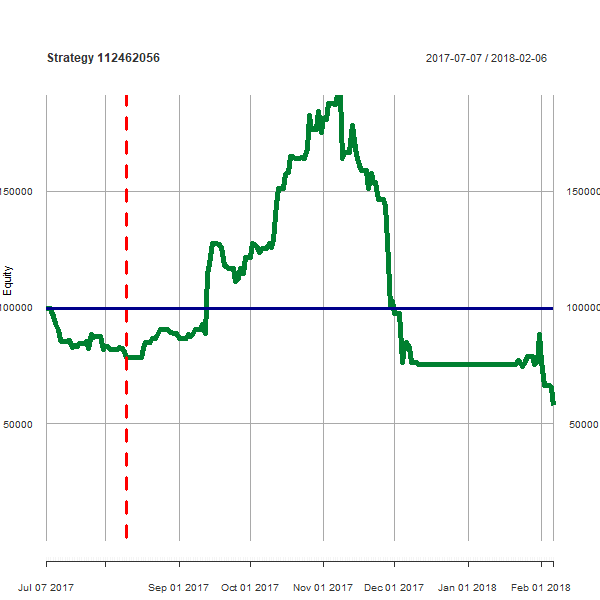 Strategy 112462056
2017-07-07 / 2018-02-06
150000 150000
100000 100000
50000 50000
Equity
Jul 07 2017 Sep 01 2017 Oct 01 2017 Nov 01 2017 Dec 01 2017 Jan 01 2018 Feb 01 2018